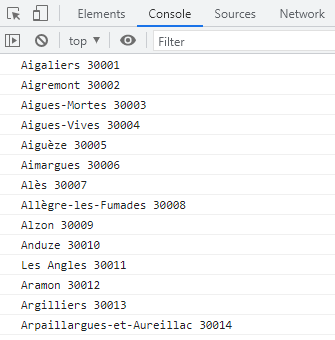 Elements Console Sources Network
top ▼ Filter
Aigaliers 30001
Aigremont 30002
Aigues-Mortes 30003
Aigues-Vives 30004
Aiguèze 30005
Aimargues 30006
Alès 30007
Allègre-les-Fumades 30008
Alzon 30009
Anduze 30010
Les Angles 30011
Aramon 30012
Argilliers 30013
Arpaillargues-et-Aureillac 30014